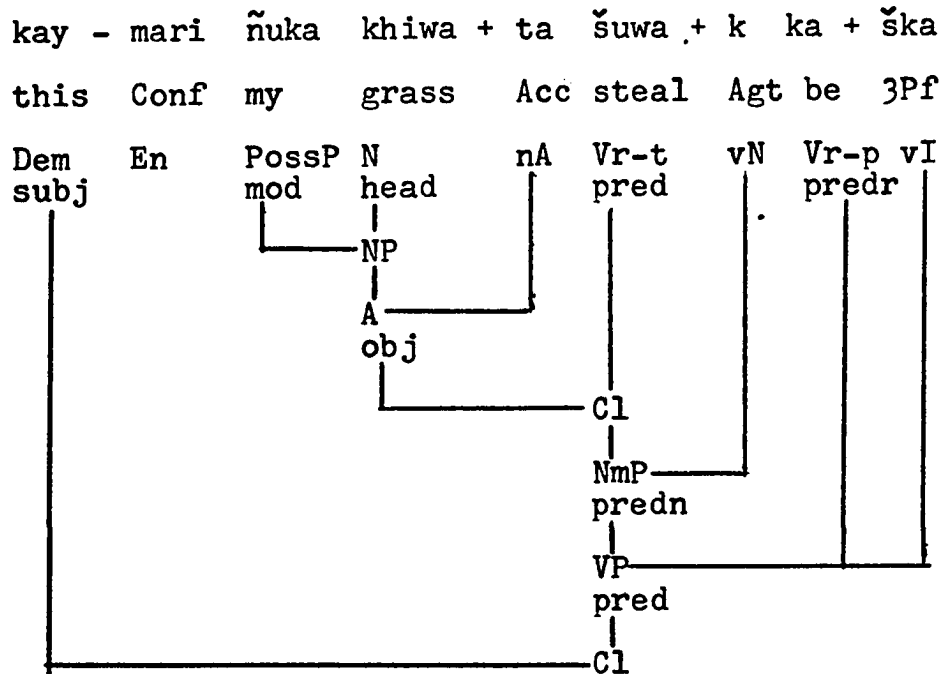 kay - mari ñuka khiwa + ta šuwa + k ka + ška
this Conf my grass Acc steal Agt be 3Pf
Dem En PossP N nA Vr-t vN Vr-p vI
subj mod head pred predr
NP
A
obj
Cl
NmP
predn
VP
pred
Cl